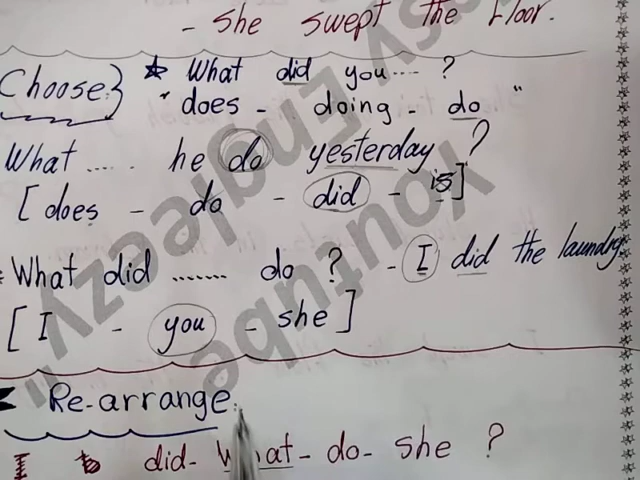 - She swept the floor.
Choose: * What did you .... ?
" does - doing - do "
What .... he do yesterday ?
[ does - do - did - is ]
What did ....... do ? - I did the laundry
[ I - you - she ]
Re-arrange:
did - What - do - she ?